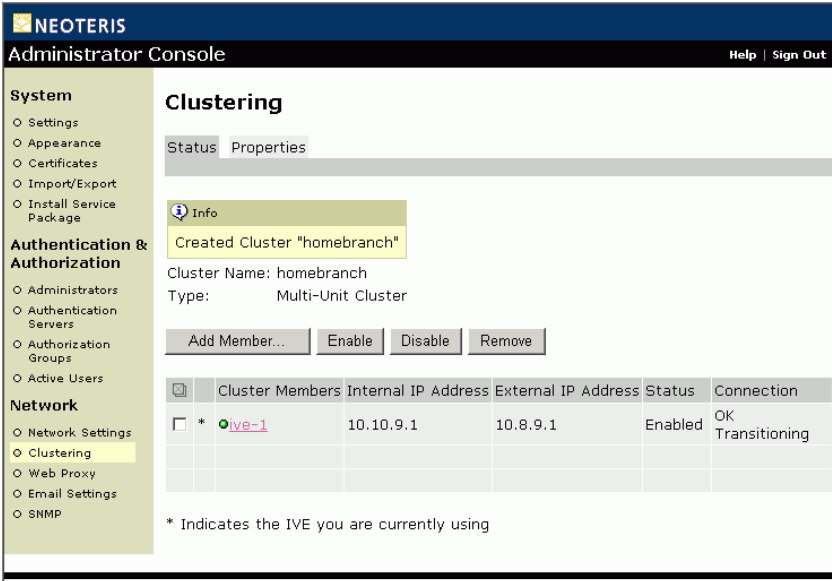 NEOTERIS
Administrator Console
Help | Sign Out
System
Settings
Appearance
Certificates
Import/Export
Install Service
Package
Authentication &
Authorization
Administrators
Authentication
Servers
Authorization
Groups
Active Users
Network
Network Settings
Clustering
Web Proxy
Email Settings
SNMP
Clustering
Status Properties
Info
Created Cluster "homebranch"
Cluster Name: homebranch
Type: Multi-Unit Cluster
Add Member... Enable Disable Remove
Cluster Members Internal IP Address External IP Address Status Connection
* ive-1 10.10.9.1 10.8.9.1 Enabled OK
Transitioning
* Indicates the IVE you are currently using